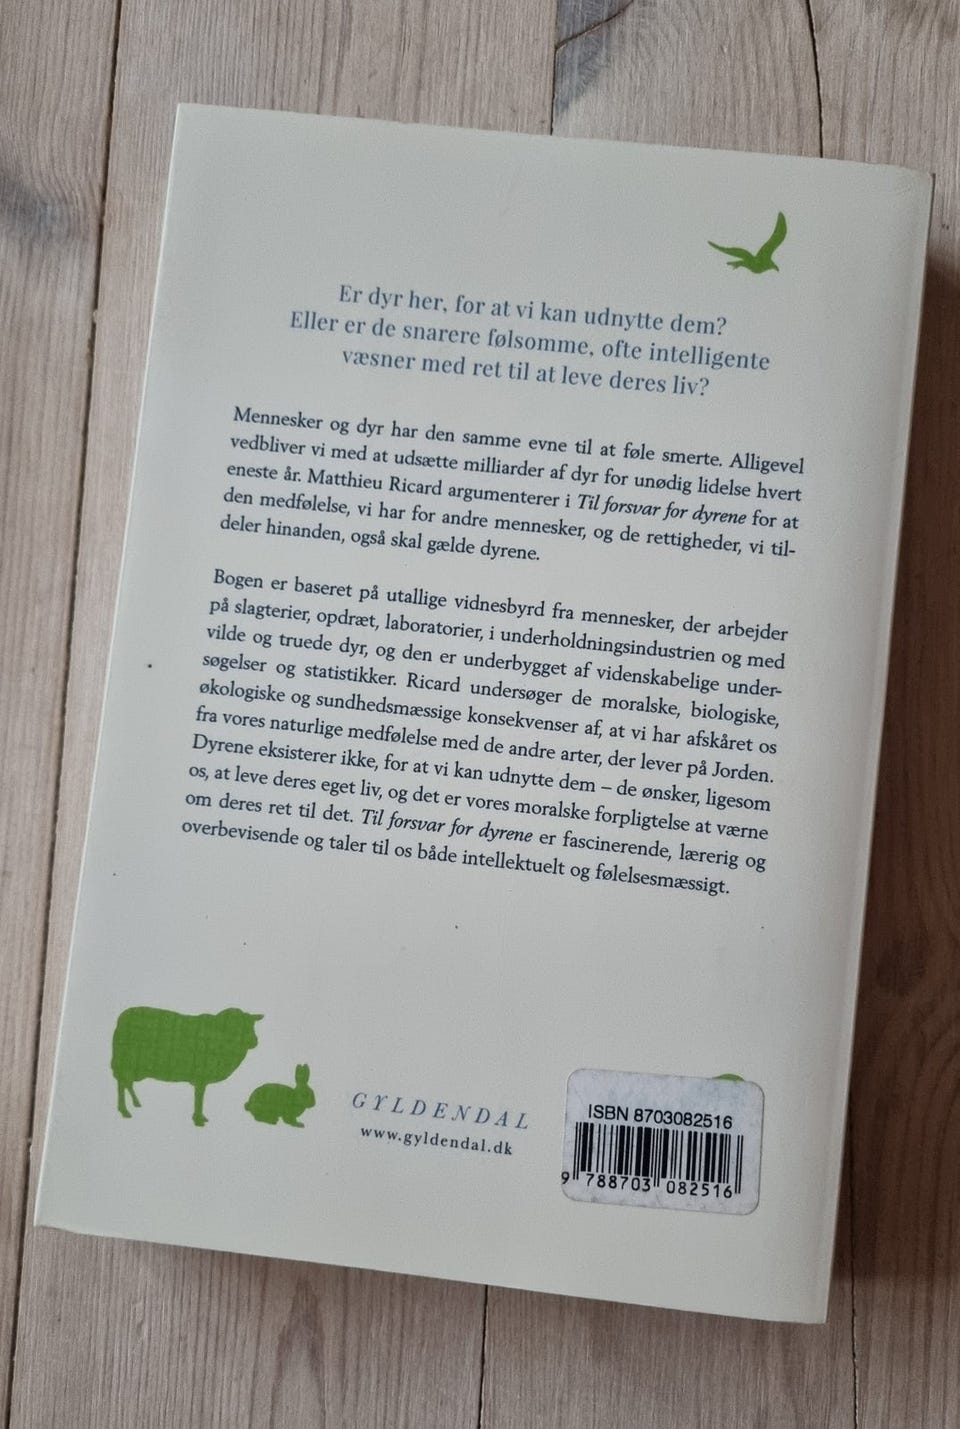 Er dyr her, for at vi kan udnytte dem?
Eller er de snarere følsomme, ofte intelligente
væsner med ret til at leve deres liv?
Mennesker og dyr har den samme evne til at føle smerte. Alligevel
vedbliver vi med at udsætte milliarder af dyr for unødig lidelse hvert
eneste år. Matthieu Ricard argumenterer i Til forsvar for dyrene for at
den medfølelse, vi har for andre mennesker, og de rettigheder, vi til-
deler hinanden, også skal gælde dyrene.
Bogen er baseret på utallige vidnesbyrd fra mennesker, der arbejder
på slagterier, opdræt, laboratorier, i underholdningsindustrien og med
vilde og truede dyr, og den er underbygget af videnskabelige under-
søgelser og statistikker. Ricard undersøger de moralske, biologiske,
økologiske og sundhedsmæssige konsekvenser af, at vi har afskåret os
fra vores naturlige medfølelse med de andre arter, der lever på Jorden.
Dyrene eksisterer ikke, for at vi kan udnytte dem – de ønsker, ligesom
os, at leve deres eget liv, og det er vores moralske forpligtelse at værne
om deres ret til det. Til forsvar for dyrene er fascinerende, lærerig og
overbevisende og taler til os både intellektuelt og følelsesmæssigt.
GYLDENDAL
www.gyldendal.dk
ISBN 8703082516
9 788703 082516